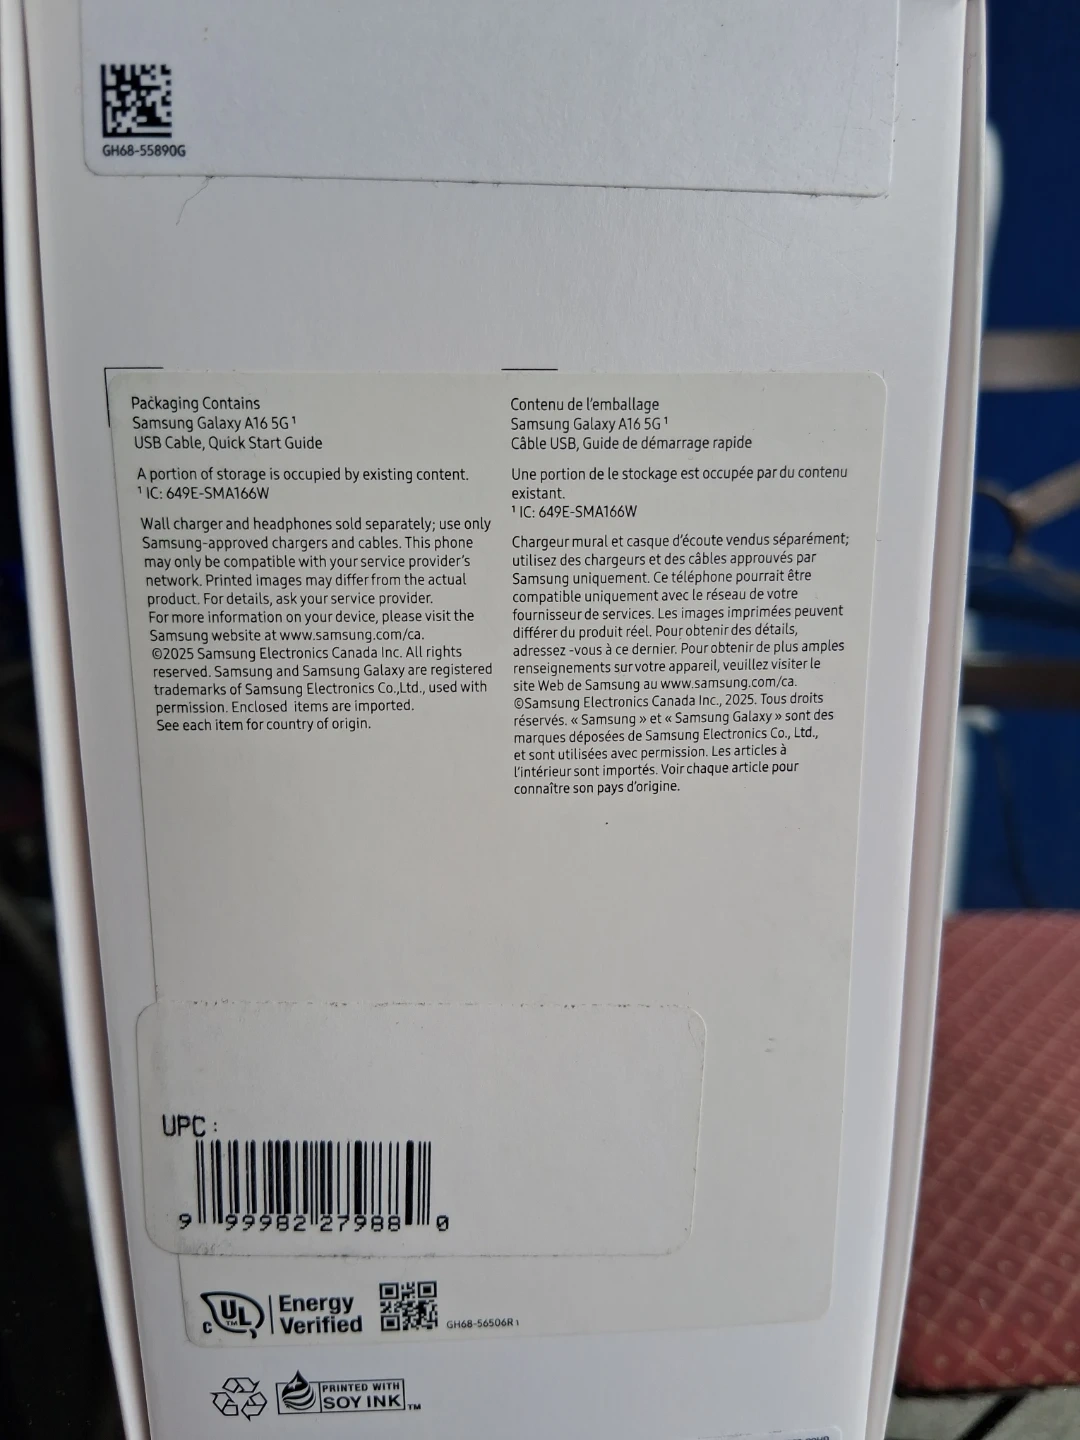 GH68-55890G
Packaging Contains
Samsung Galaxy A16 5G¹
USB Cable, Quick Start Guide
A portion of storage is occupied by existing content.
¹ IC: 649E-SMA166W
Wall charger and headphones sold separately; use only
Samsung-approved chargers and cables. This phone
may only be compatible with your service provider's
network. Printed images may differ from the actual
product. For details, ask your service provider.
For more information on your device, please visit the
Samsung website at www.samsung.com/ca.
©2025 Samsung Electronics Canada Inc. All rights
reserved. Samsung and Samsung Galaxy are registered
trademarks of Samsung Electronics Co.,Ltd., used with
permission. Enclosed items are imported.
See each item for country of origin.
Contenu de l'emballage
Samsung Galaxy A16 5G¹
Câble USB, Guide de démarrage rapide
Une portion de le stockage est occupée par du contenu
existant.
¹ IC: 649E-SMA166W
Chargeur mural et casque d'écoute vendus séparément;
utilisez des chargeurs et des câbles approuvés par
Samsung uniquement. Ce téléphone pourrait être
compatible uniquement avec le réseau de votre
fournisseur de services. Les images imprimées peuvent
différer du produit réel. Pour obtenir des détails,
adressez -vous à ce dernier. Pour obtenir de plus amples
renseignements sur votre appareil, veuillez visiter le
site Web de Samsung au www.samsung.com/ca.
©Samsung Electronics Canada Inc., 2025. Tous droits
réservés. « Samsung » et « Samsung Galaxy » sont des
marques déposées de Samsung Electronics Co., Ltd.,
et sont utilisées avec permission. Les articles à
l'intérieur sont importés. Voir chaque article pour
connaître son pays d'origine.
UPC:
9 99982 27988 0
c UL™ Energy
Verified
GH68-56506R
PRINTED WITH
SOY INK™